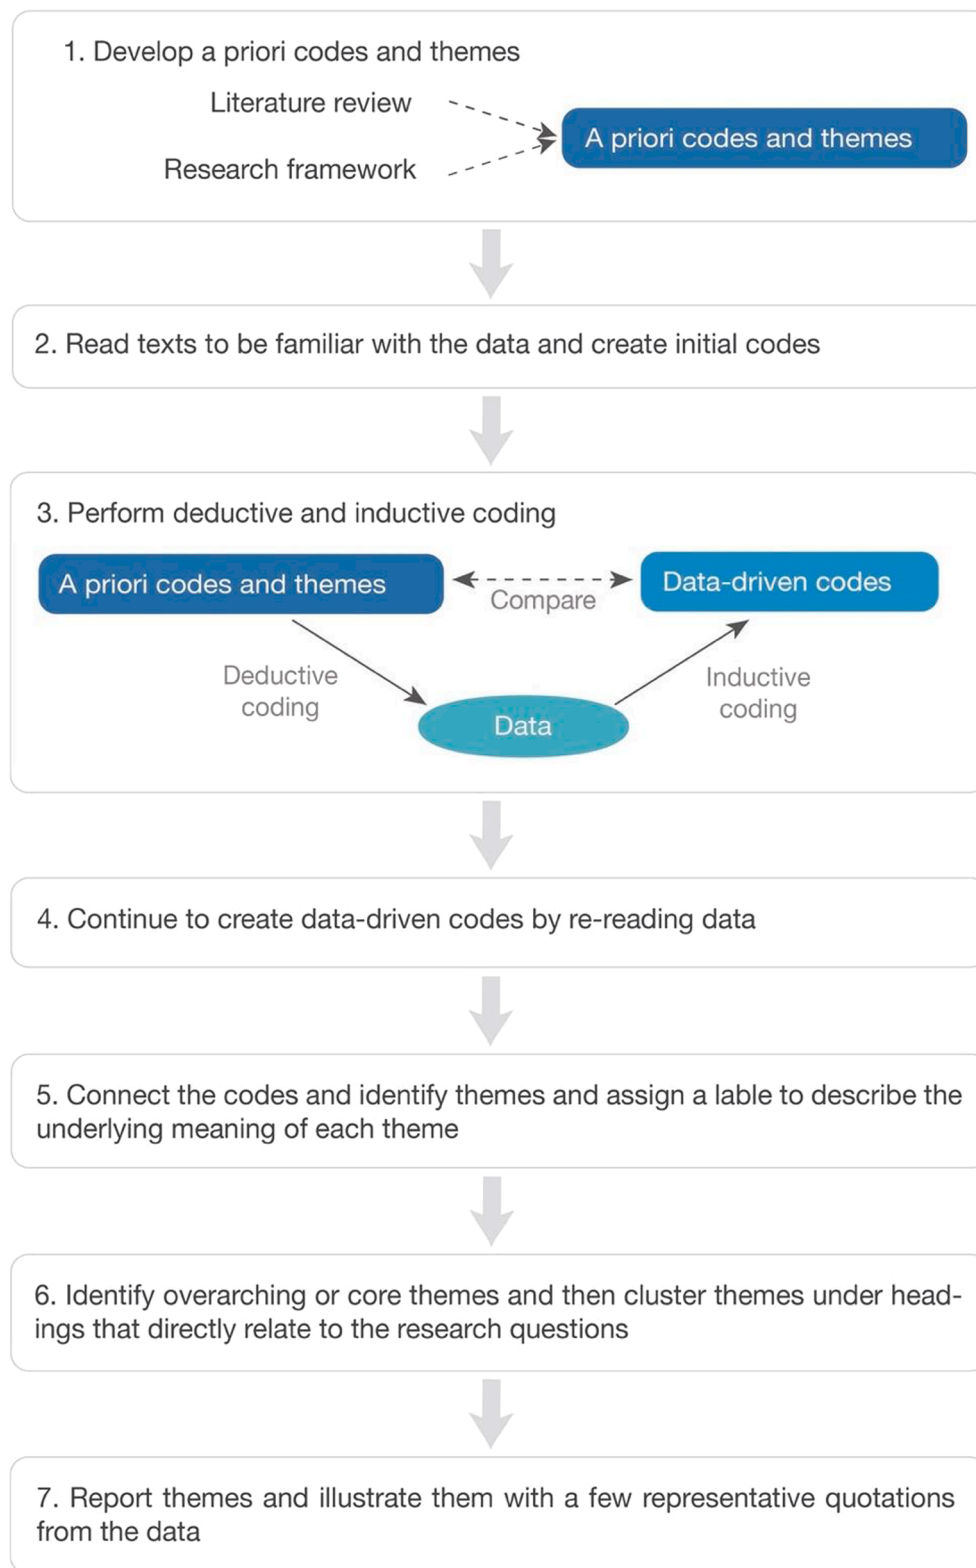 1. Develop a priori codes and themes
Literature review
A priori codes and themes
Research framework
2. Read texts to be familiar with the data and create initial codes
3. Perform deductive and inductive coding
A priori codes and themes
Compare
Data-driven codes
Deductive
coding
Inductive
coding
Data
4. Continue to create data-driven codes by re-reading data
5. Connect the codes and identify themes and assign a lable to describe the
underlying meaning of each theme
6. Identify overarching or core themes and then cluster themes under head-
ings that directly relate to the research questions
7. Report themes and illustrate them with a few representative quotations
from the data